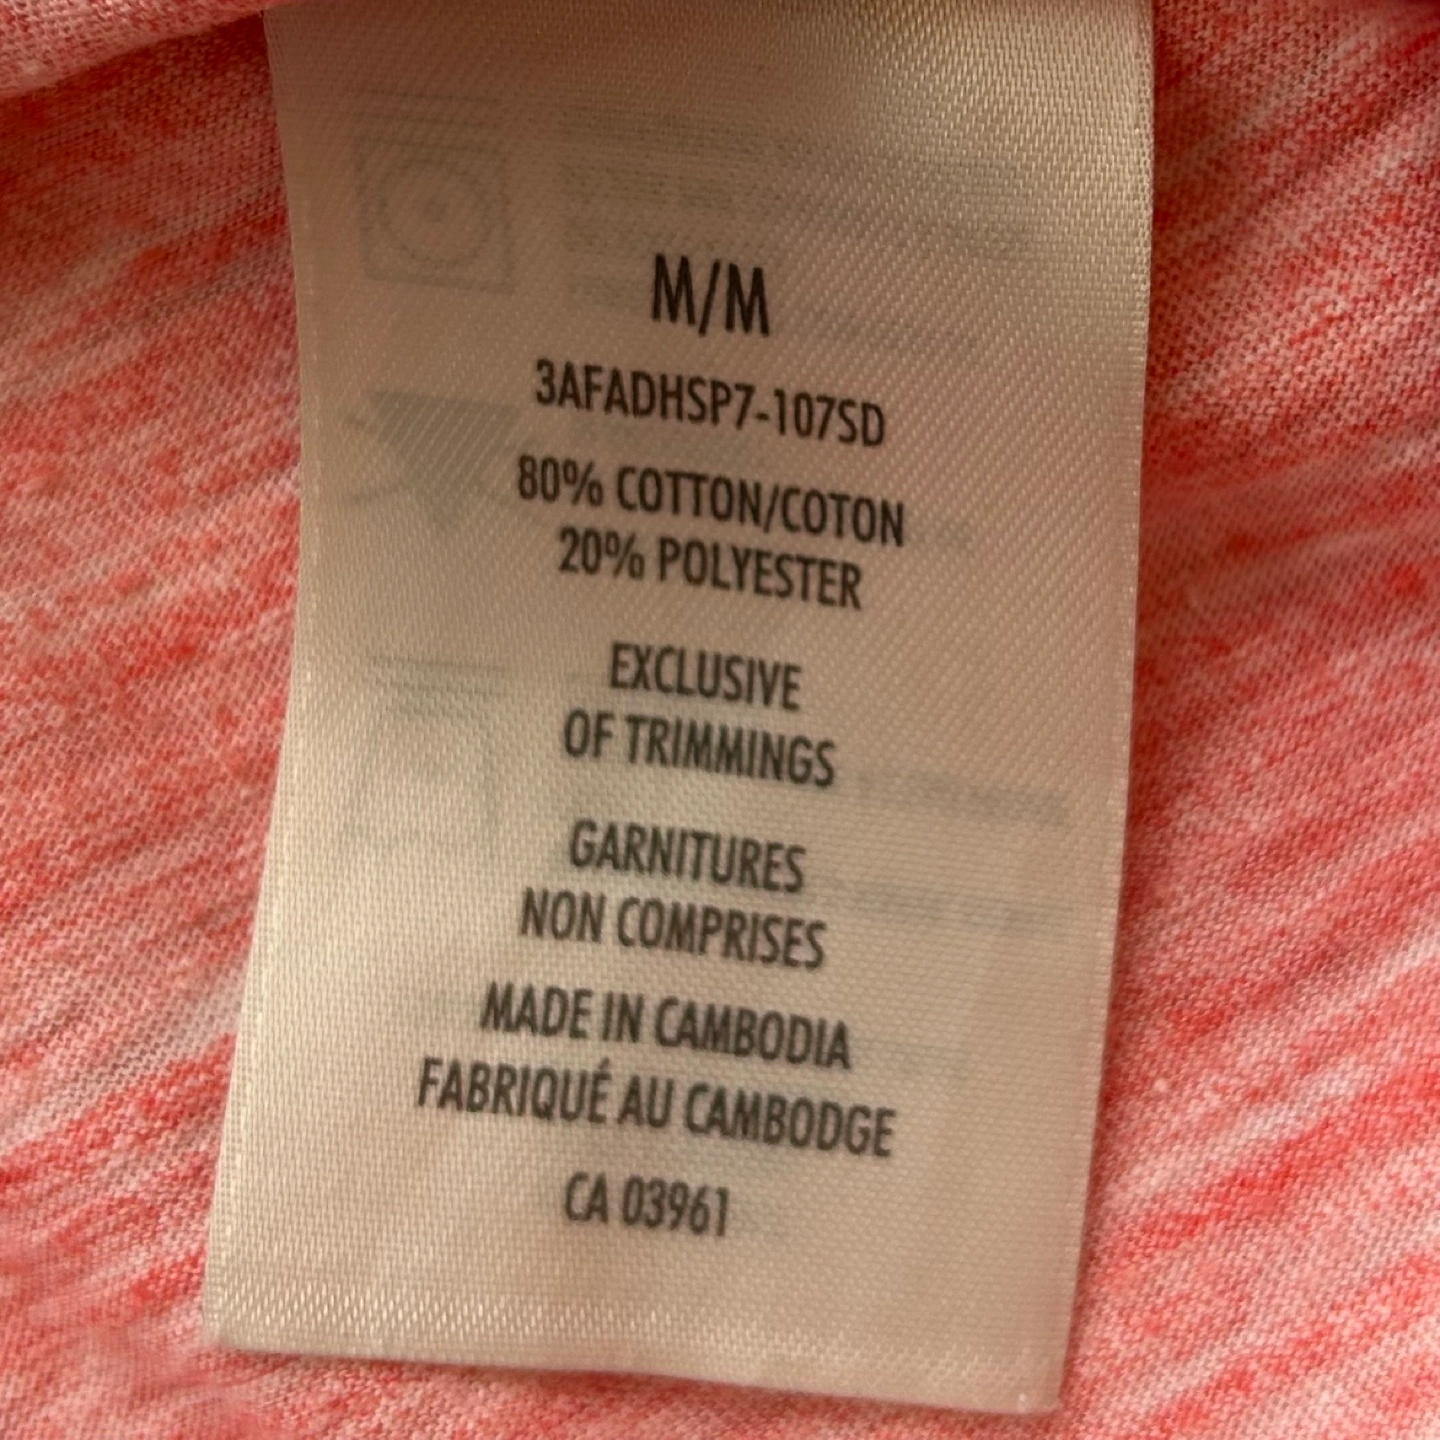 M/M
3AFADHSP7-107SD
80% COTTON/COTON
20% POLYESTER
EXCLUSIVE
OF TRIMMINGS
GARNITURES
NON COMPRISES
MADE IN CAMBODIA
FABRIQUÉ AU CAMBODGE
CA 03961